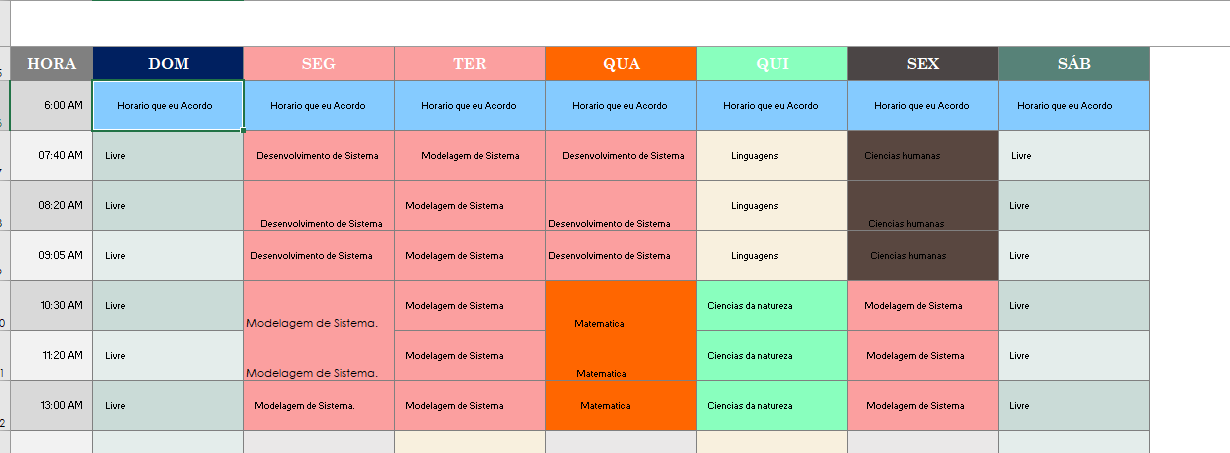 HORA DOM SEG TER QUA QUI SEX SÁB
6:00 AM Horario que eu Acordo Horario que eu Acordo Horario que eu Acordo Horario que eu Acordo Horario que eu Acordo Horario que eu Acordo Horario que eu Acordo
07:40 AM Livre Desenvolvimento de Sistema Modelagem de Sistema Desenvolvimento de Sistema Linguagens Ciencias humanas Livre
08:20 AM Livre Desenvolvimento de Sistema Modelagem de Sistema Desenvolvimento de Sistema Linguagens Ciencias humanas Livre
09:05 AM Livre Desenvolvimento de Sistema Modelagem de Sistema Desenvolvimento de Sistema Linguagens Ciencias humanas Livre
10:30 AM Livre Modelagem de Sistema. Modelagem de Sistema Matematica Ciencias da natureza Modelagem de Sistema Livre
11:20 AM Livre Modelagem de Sistema. Modelagem de Sistema Matematica Ciencias da natureza Modelagem de Sistema Livre
13:00 AM Livre Modelagem de Sistema. Modelagem de Sistema Matematica Ciencias da natureza Modelagem de Sistema Livre